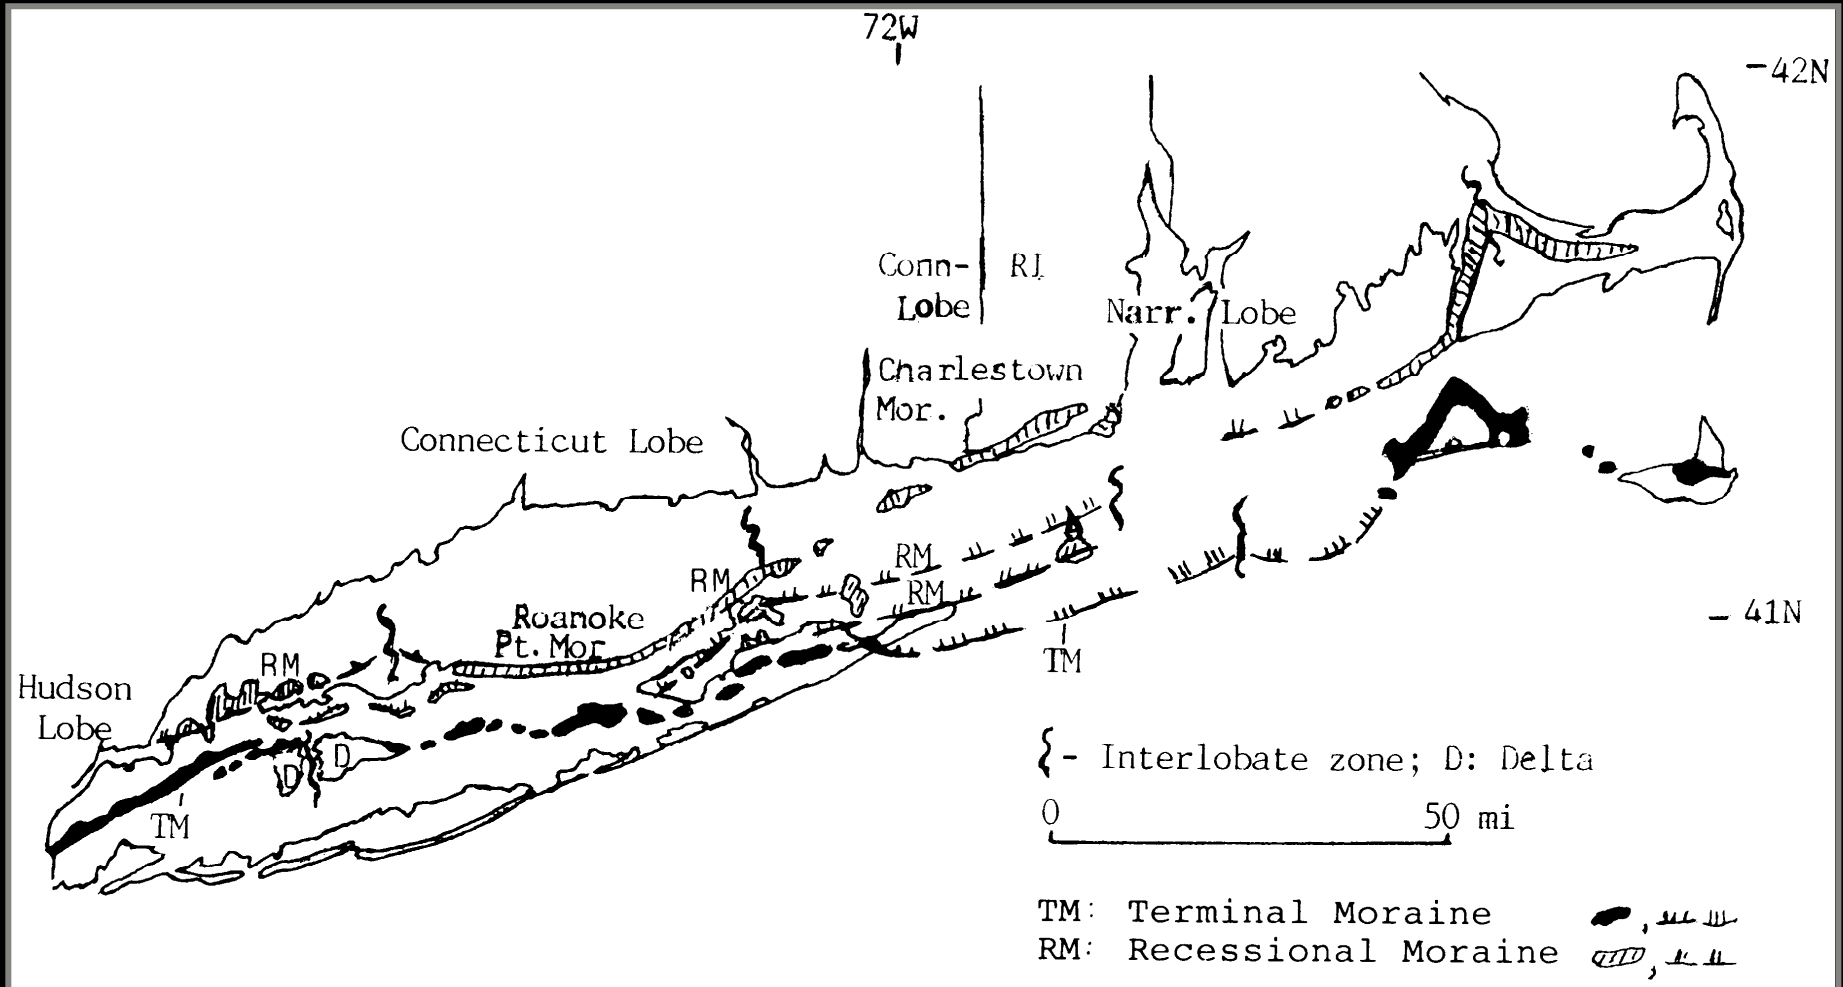 72W
-42N
Conn- RI
Lobe
Narr. Lobe
Charlestown
Mor.
Connecticut Lobe
RM
RM
RM
Roanoke
Pt. Mor
-41N
TM
RM
Hudson
Lobe
D
D
TM
- Interlobate zone; D: Delta
0 50 mi
TM: Terminal Moraine
,
RM: Recessional Moraine
,